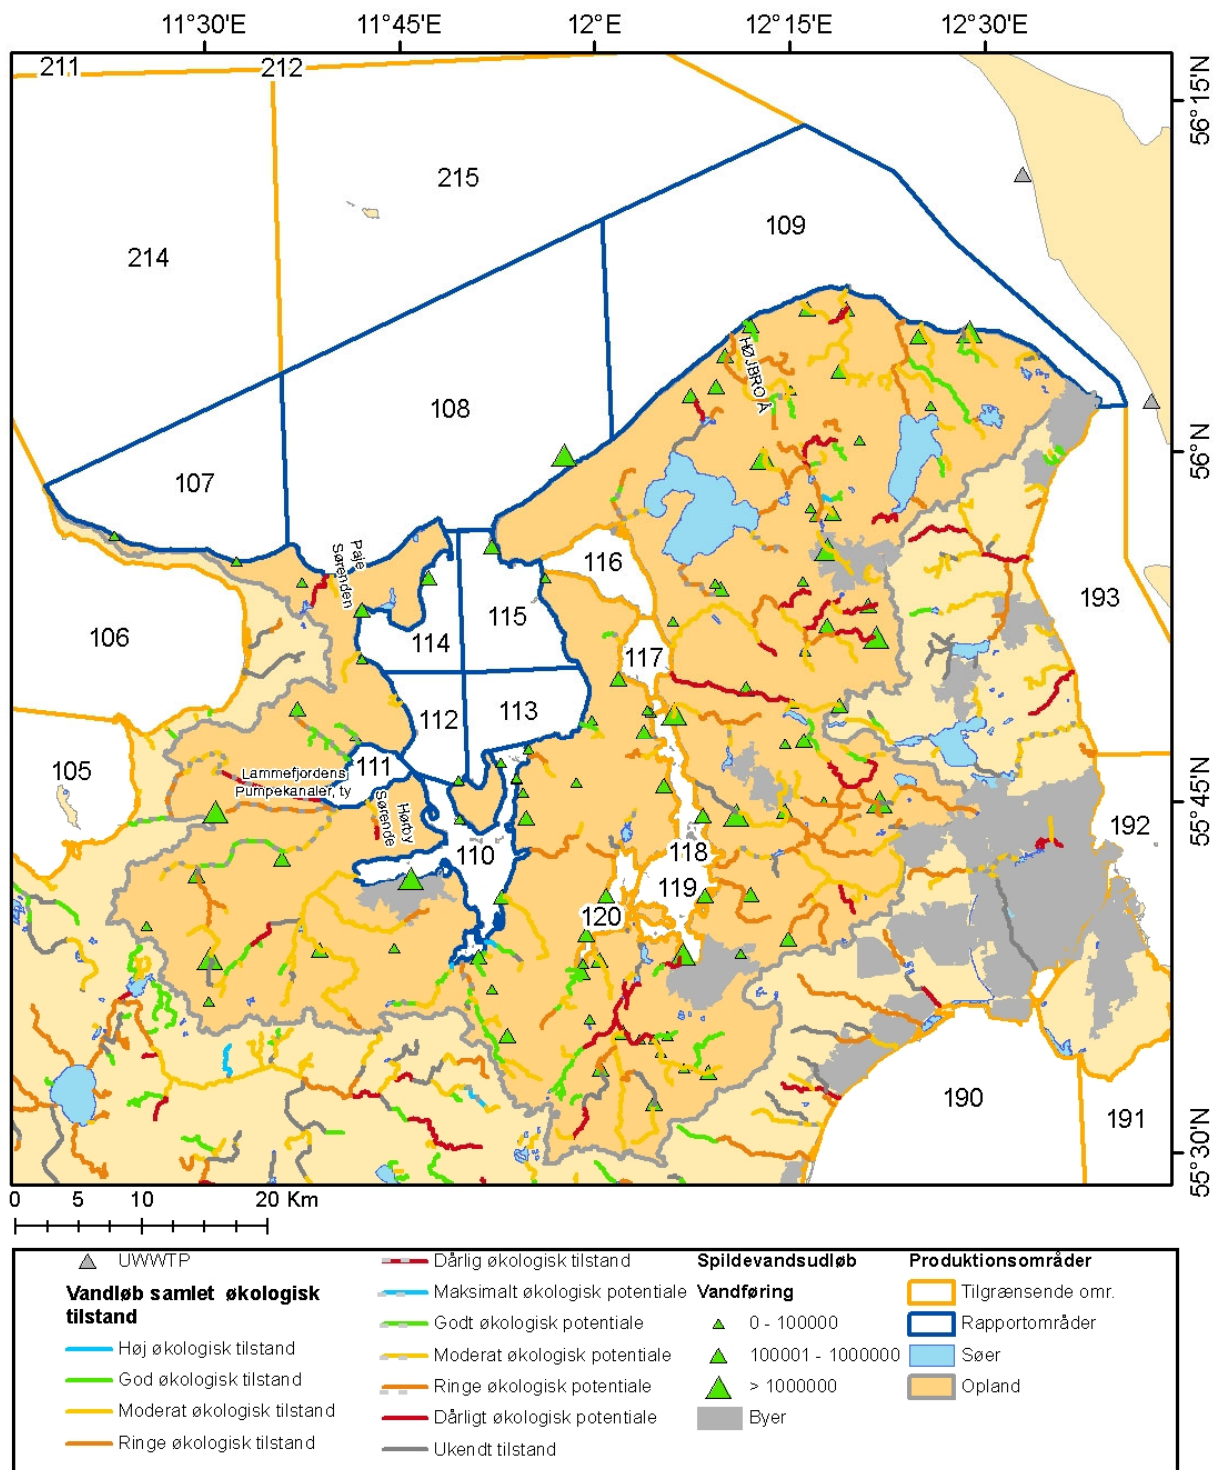 11°30'E 11°45'E 12°E 12°15'E 12°30'E
56°15'N
56°N
55°45'N
55°30'N
211
212
215
214
109
108
107
HØJBRO Å
Paje
Sørenden
116
115
114
106
193
117
112
113
111
105
Lammefjordens
Pumpekanaler, ty
Hørby
Sørende
110
118
119
120
192
190
191
0 5 10 20 Km
UWWTP
Vandløb samlet økologisk
tilstand
Høj økologisk tilstand
God økologisk tilstand
Moderat økologisk tilstand
Ringe økologisk tilstand
Dårlig økologisk tilstand
Maksimalt økologisk potentiale
Godt økologisk potentiale
Moderat økologisk potentiale
Ringe økologisk potentiale
Dårligt økologisk potentiale
Ukendt tilstand
Spildevandsudløb
Vandføring
0 - 100000
100001 - 1000000
> 1000000
Byer
Produktionsområder
Tilgrænsende omr.
Rapportområder
Søer
Opland